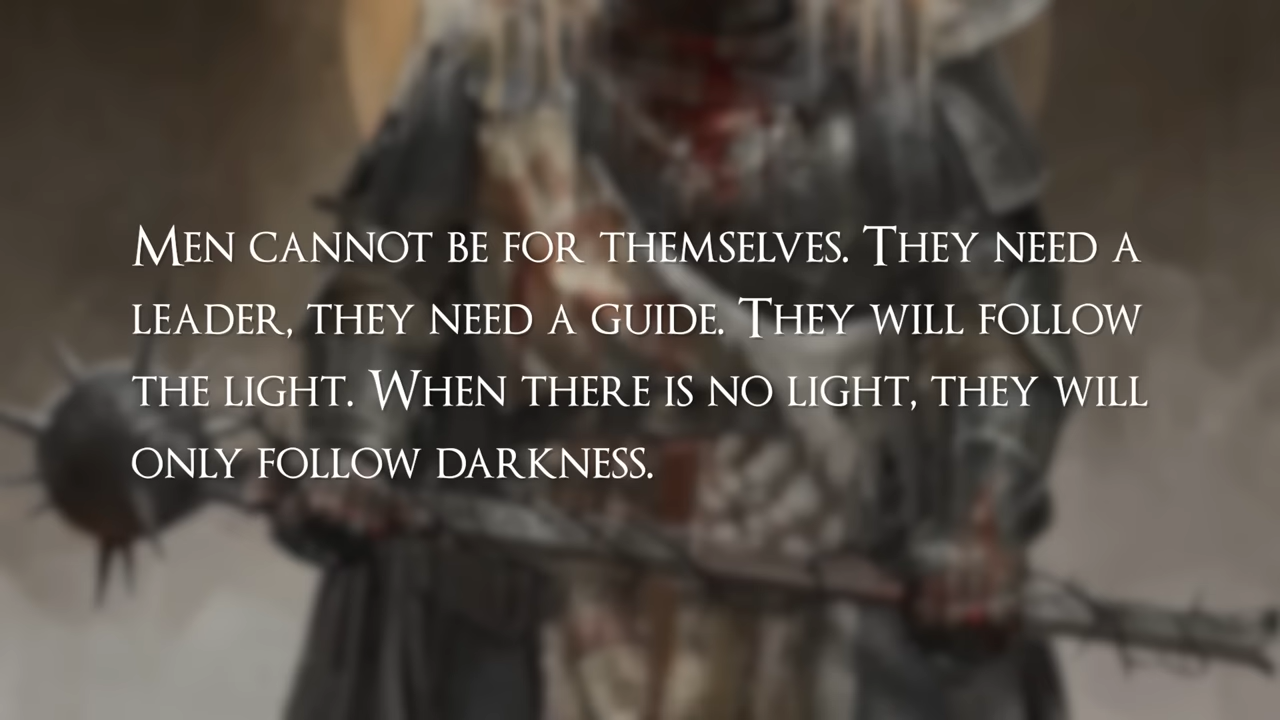 Men cannot be for themselves. They need a
leader, they need a guide. They will follow
the light. When there is no light, they will
only follow darkness.